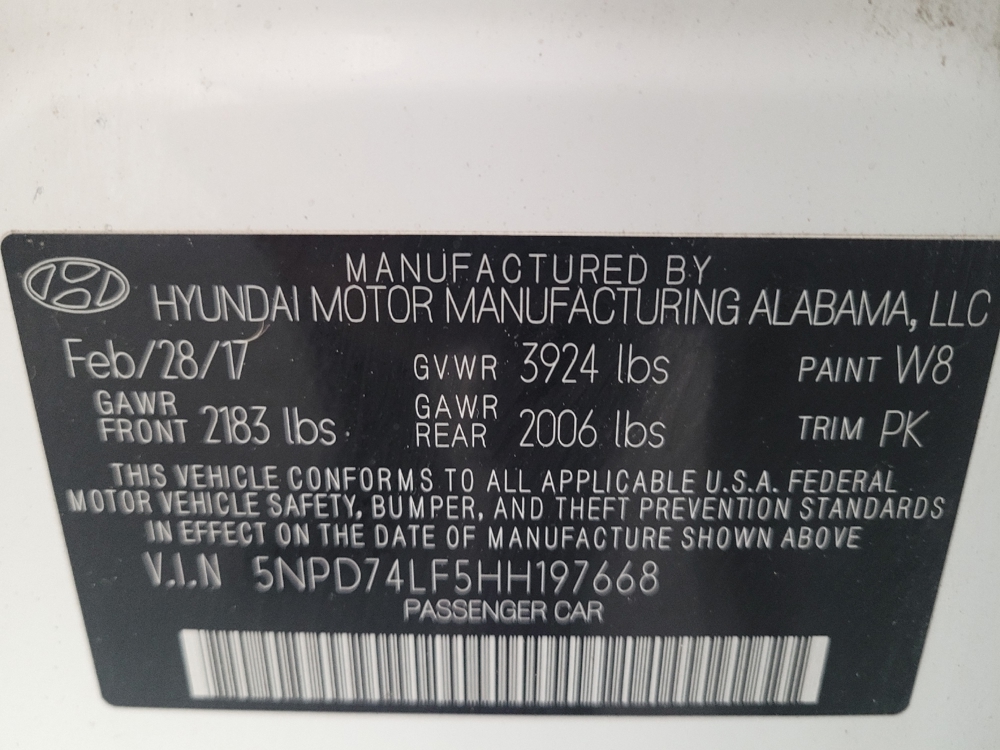 MANUFACTURED BY
HYUNDAI MOTOR MANUFACTURING ALABAMA, LLC
Feb/28/17 GVWR 3924 lbs PAINT W8
GAWR FRONT 2183 lbs GAWR REAR 2006 lbs TRIM PK
THIS VEHICLE CONFORMS TO ALL APPLICABLE U.S.A. FEDERAL
MOTOR VEHICLE SAFETY, BUMPER, AND THEFT PREVENTION STANDARDS
IN EFFECT ON THE DATE OF MANUFACTURE SHOWN ABOVE
V.I.N 5NPD74LF5HH197668
PASSENGER CAR